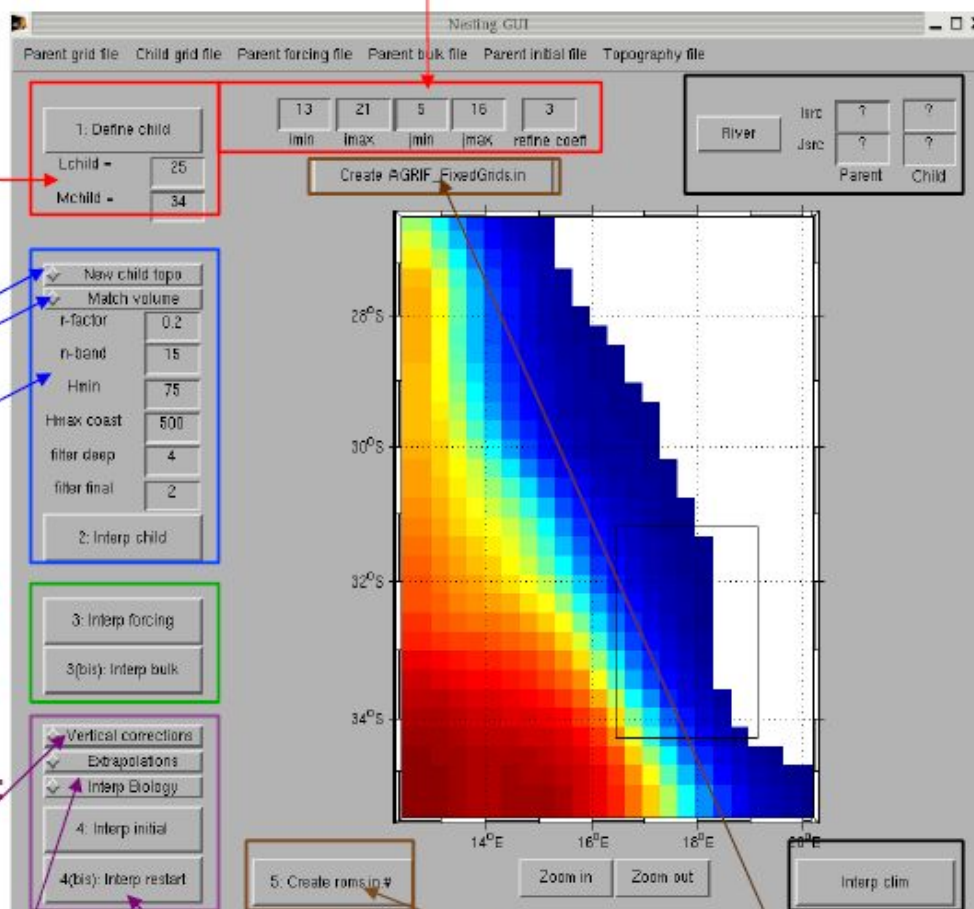 Nesting GUI
Parent grid file Child grid file Parent forcing file Parent bulk file Parent initial file Topography file
1: Define child
Lchild = 25
Mchild = 34
13 21 5 16 3
imin imax jmin jmax refine coeff
Create AGRIF_FixedGrids.in
River
Isrc ? ?
Jsrc ? ?
Parent Child
New child topo
Match volume
r-factor 0.2
n-band 15
Hmin 75
Hmax coast 500
filter deep 4
filter final 2
2: Interp child
3: Interp forcing
3(bis): Interp bulk
Vertical corrections
Extrapolations
Interp Biology
4: Interp initial
4(bis): Interp restart
28°S
30°S
32°S
34°S
14°E 16°E 18°E 20°E
5: Create roms.in.#
Zoom in Zoom out
Interp clim